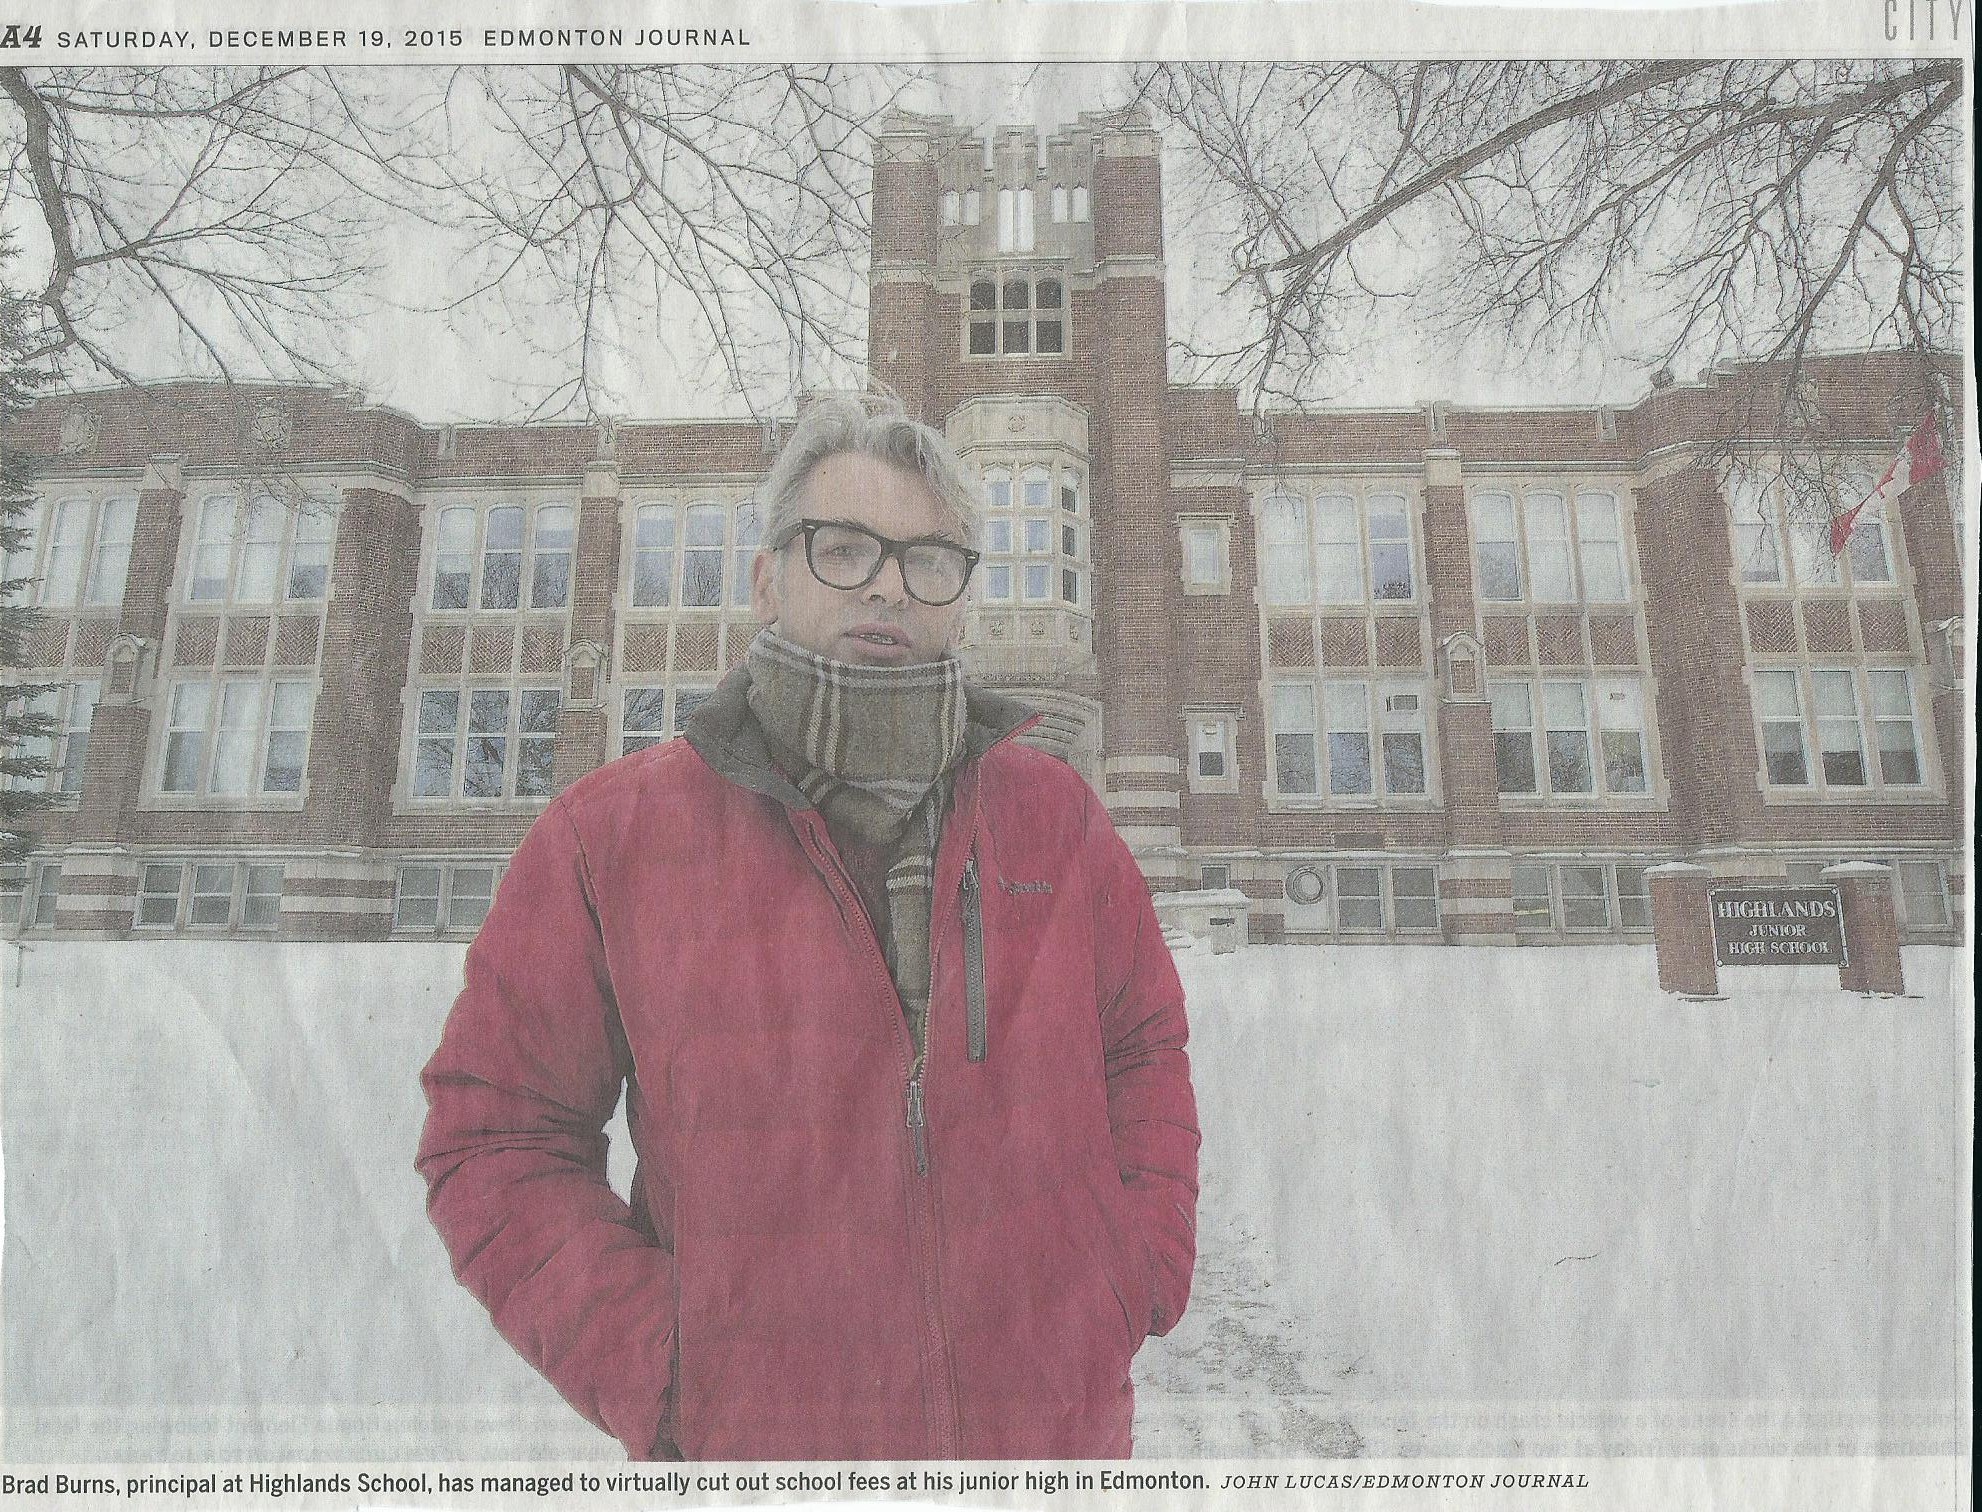 A4 SATURDAY, DECEMBER 19, 2015 EDMONTON JOURNAL
CITY
HIGHLANDS
JUNIOR
HIGH SCHOOL
Brad Burns, principal at Highlands School, has managed to virtually cut out school fees at his junior high in Edmonton. JOHN LUCAS/EDMONTON JOURNAL